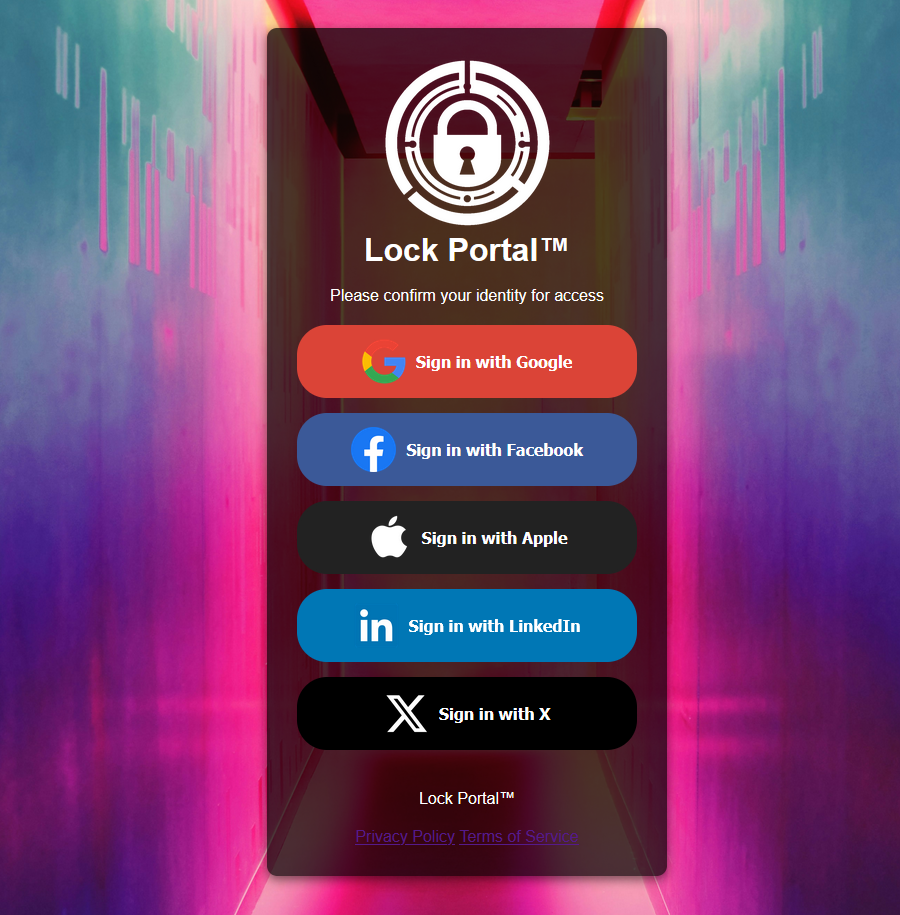 Lock Portal™
Please confirm your identity for access
Sign in with Google
Sign in with Facebook
Sign in with Apple
Sign in with LinkedIn
Sign in with X
Lock Portal™
Privacy Policy Terms of Service